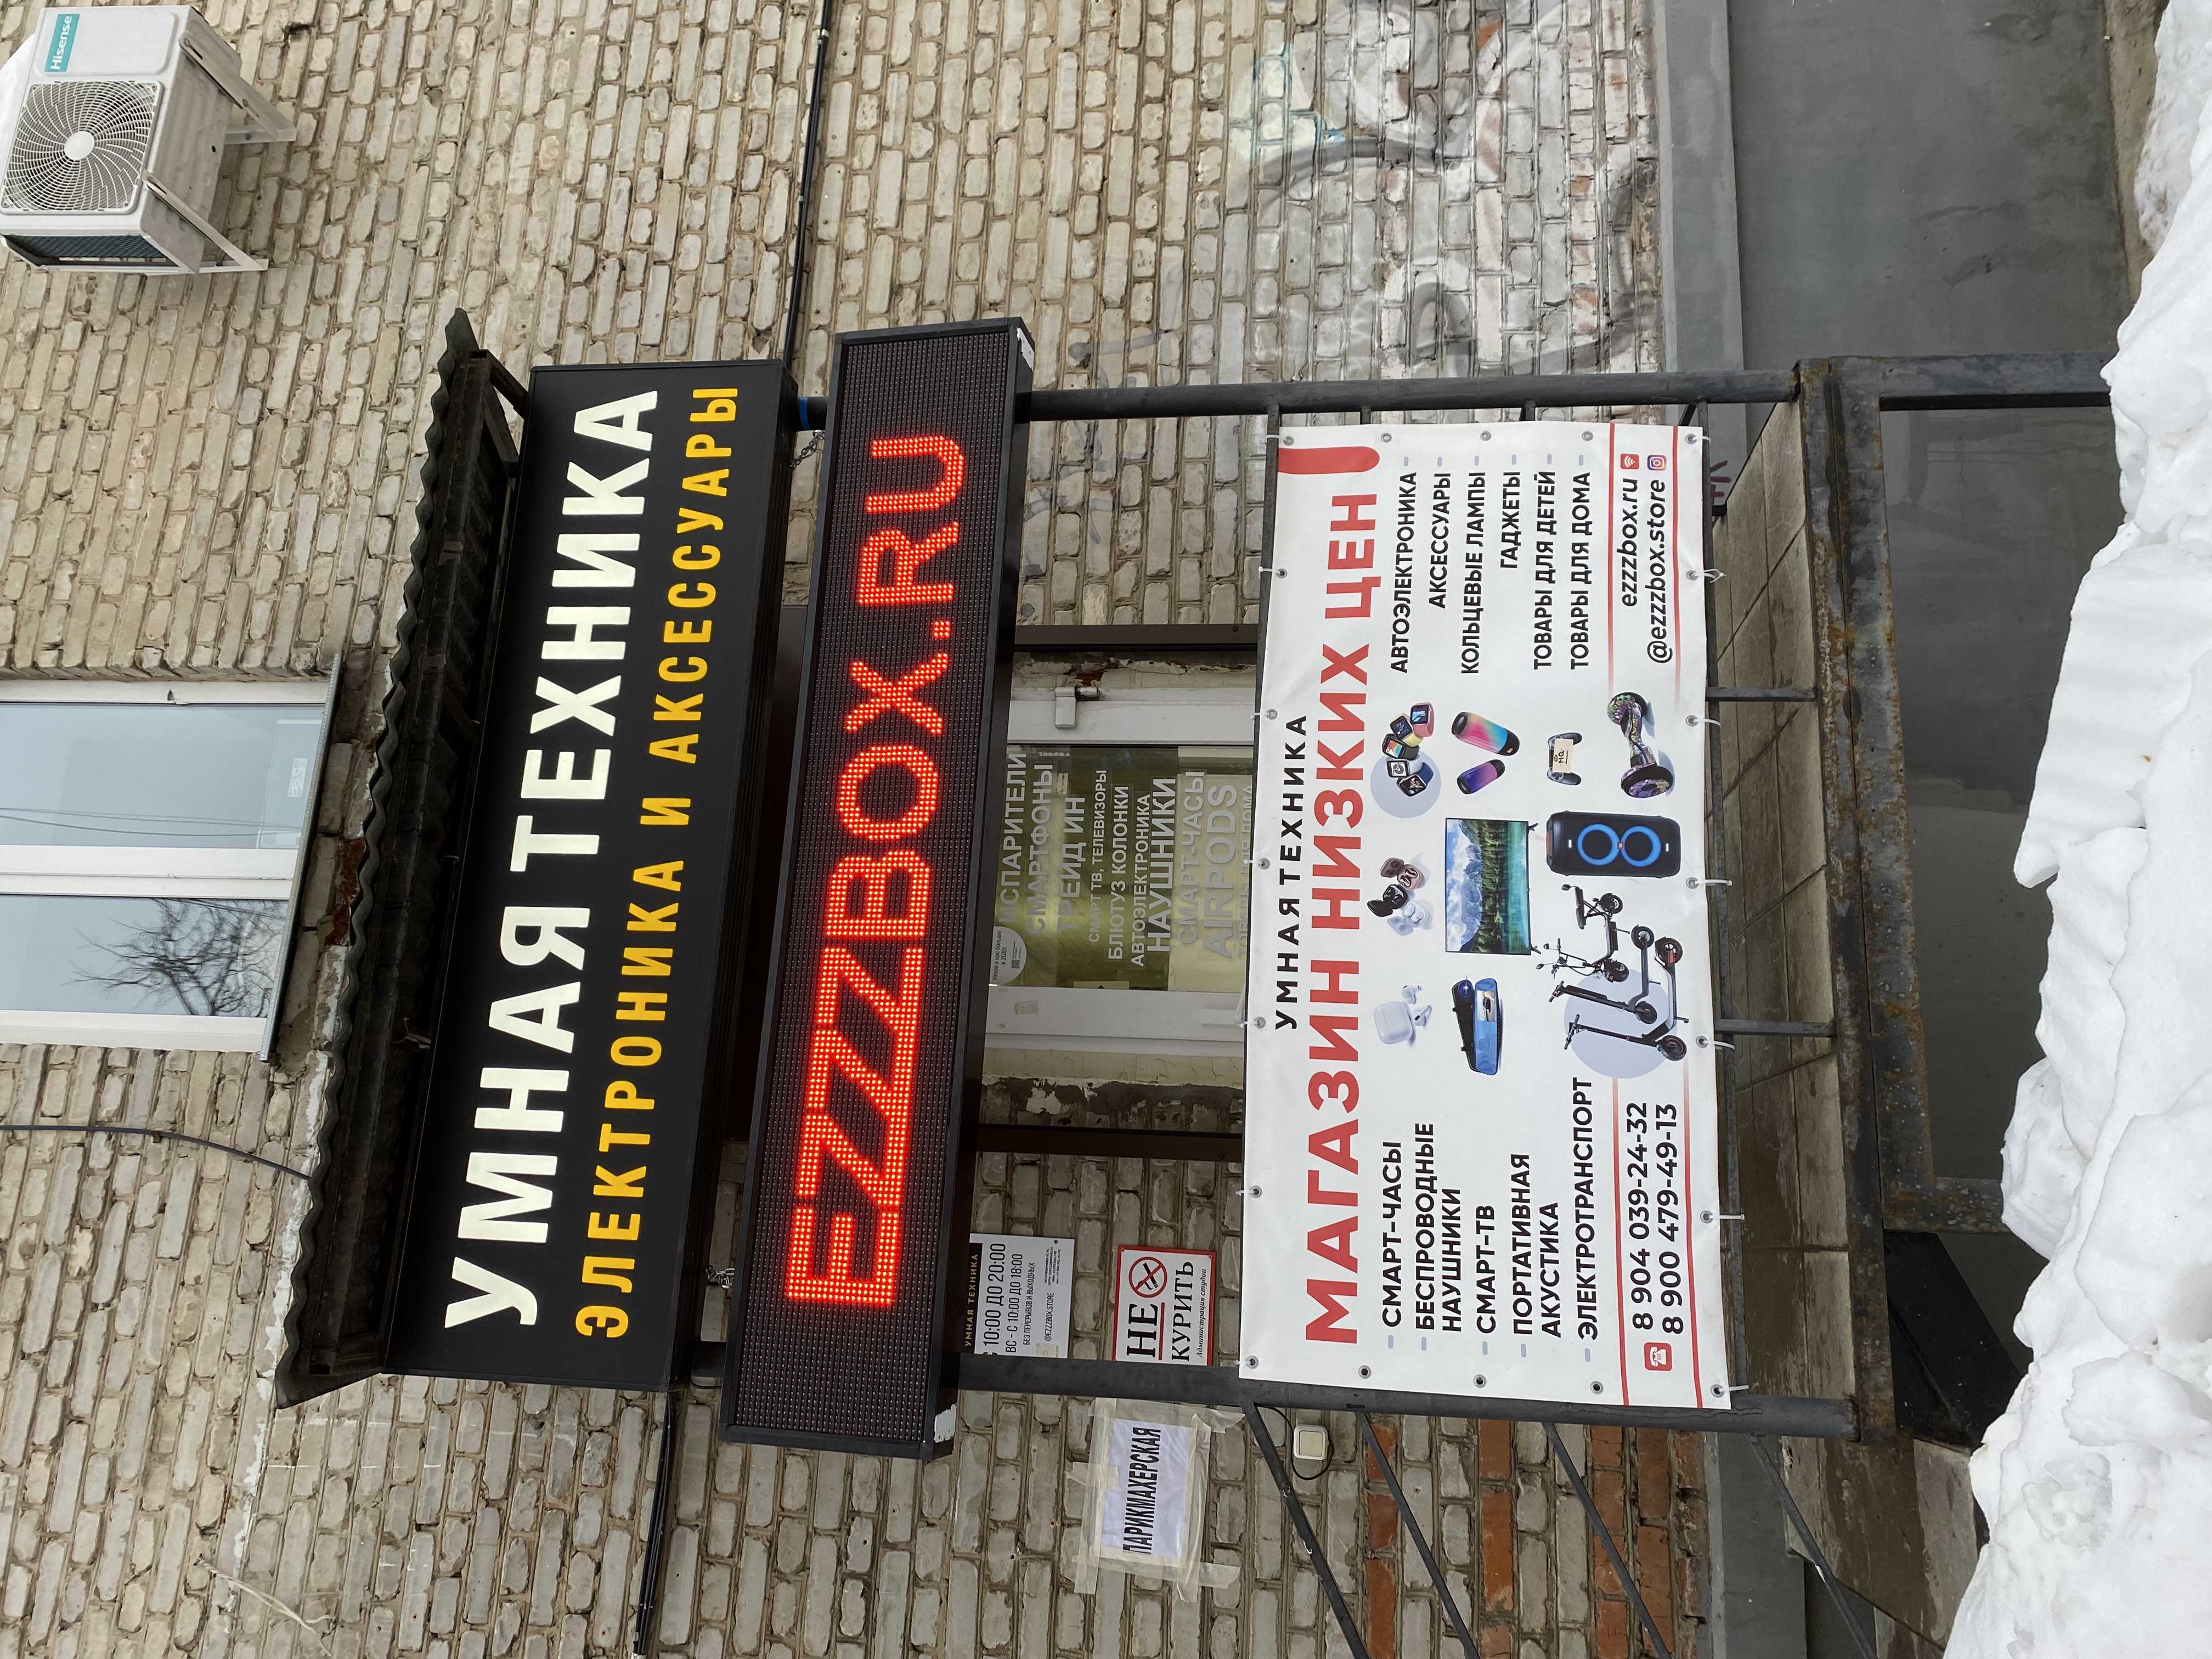 Hisense
УМНАЯ ТЕХНИКА
ЭЛЕКТРОНИКА И АКСЕССУАРЫ
EZZZBOX.RU
ИСПАРИТЕЛИ
СМАРТФОНЫ
ТРЕЙД ИН
СМАРТ ТВ, ТЕЛЕВИЗОРЫ
БЛЮТУЗ КОЛОНКИ
АВТОЭЛЕКТРОНИКА
НАУШНИКИ
СМАРТ-ЧАСЫ
AIRPODS
УМНАЯ ТЕХНИКА
10:00 ДО 20:00
ВС - С 10:00 ДО 18:00
БЕЗ ПЕРЕРЫВОВ И ВЫХОДНЫХ
@EZZZBOX.STORE
НЕ
КУРИТЬ
Администрация студии
ПАРИКМАХЕРСКАЯ
УМНАЯ ТЕХНИКА
МАГАЗИН НИЗКИХ ЦЕН!
- СМАРТ-ЧАСЫ
- БЕСПРОВОДНЫЕ
НАУШНИКИ
- СМАРТ-ТВ
- ПОРТАТИВНАЯ
АКУСТИКА
- ЭЛЕКТРОТРАНСПОРТ
АВТОЭЛЕКТРОНИКА -
АКСЕССУАРЫ -
КОЛЬЦЕВЫЕ ЛАМПЫ -
ГАДЖЕТЫ -
ТОВАРЫ ДЛЯ ДЕТЕЙ -
ТОВАРЫ ДЛЯ ДОМА -
8 904 039-24-32
8 900 479-49-13
ezzzbox.ru
@ezzzbox.store